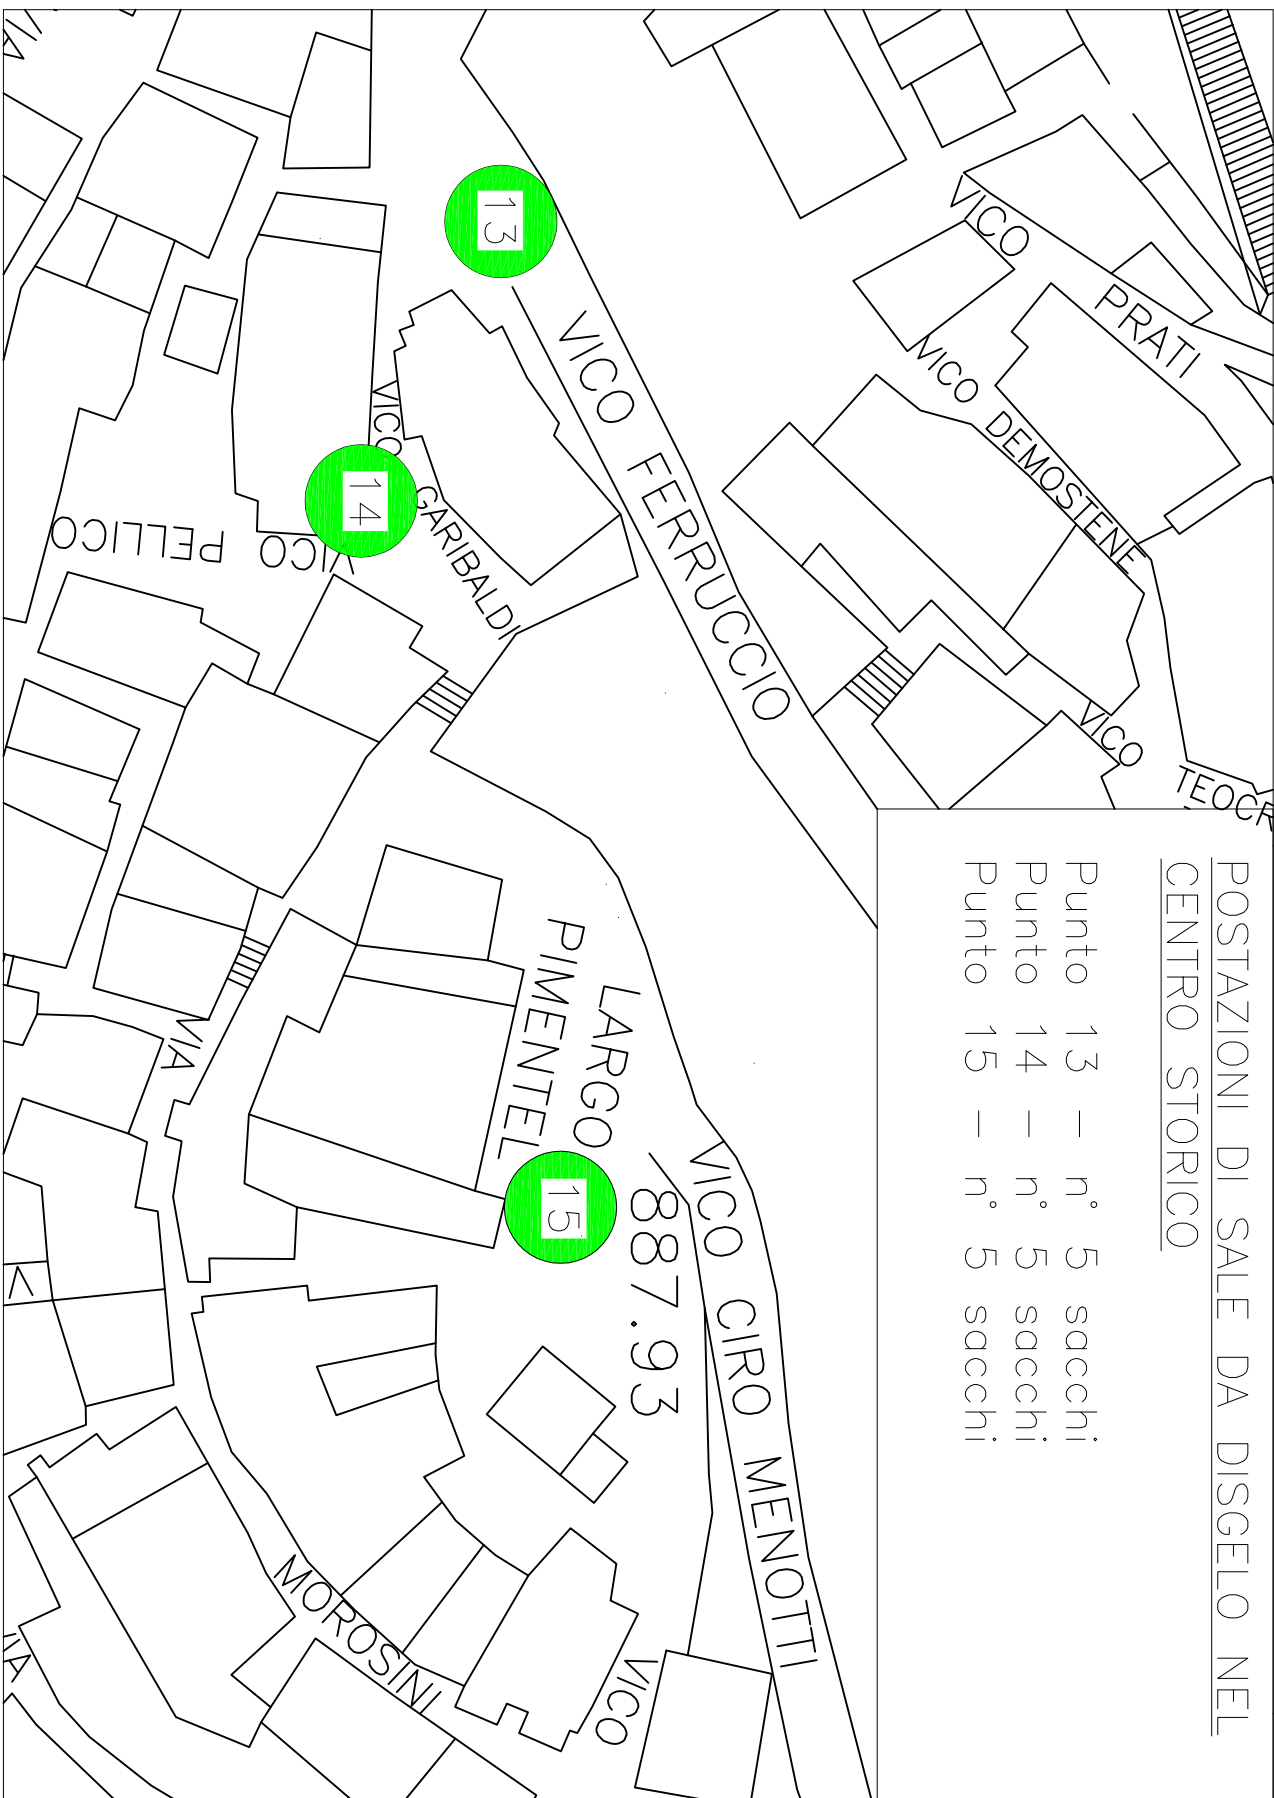 POSTAZIONI DI SALE DA DISGELO NEL
CENTRO STORICO
Punto 13 – n° 5 sacchi
Punto 14 – n° 5 sacchi
Punto 15 – n° 5 sacchi
VICO PRATI
VICO DEMOSTENE
VICO
VICO FERRUCCIO
13
VICO GARIBALDI
14
VICO PELLICO
LARGO
PIMENTEL
15
887.93
VICO CIRO MENOTTI
VICO
VIA MOROSINI